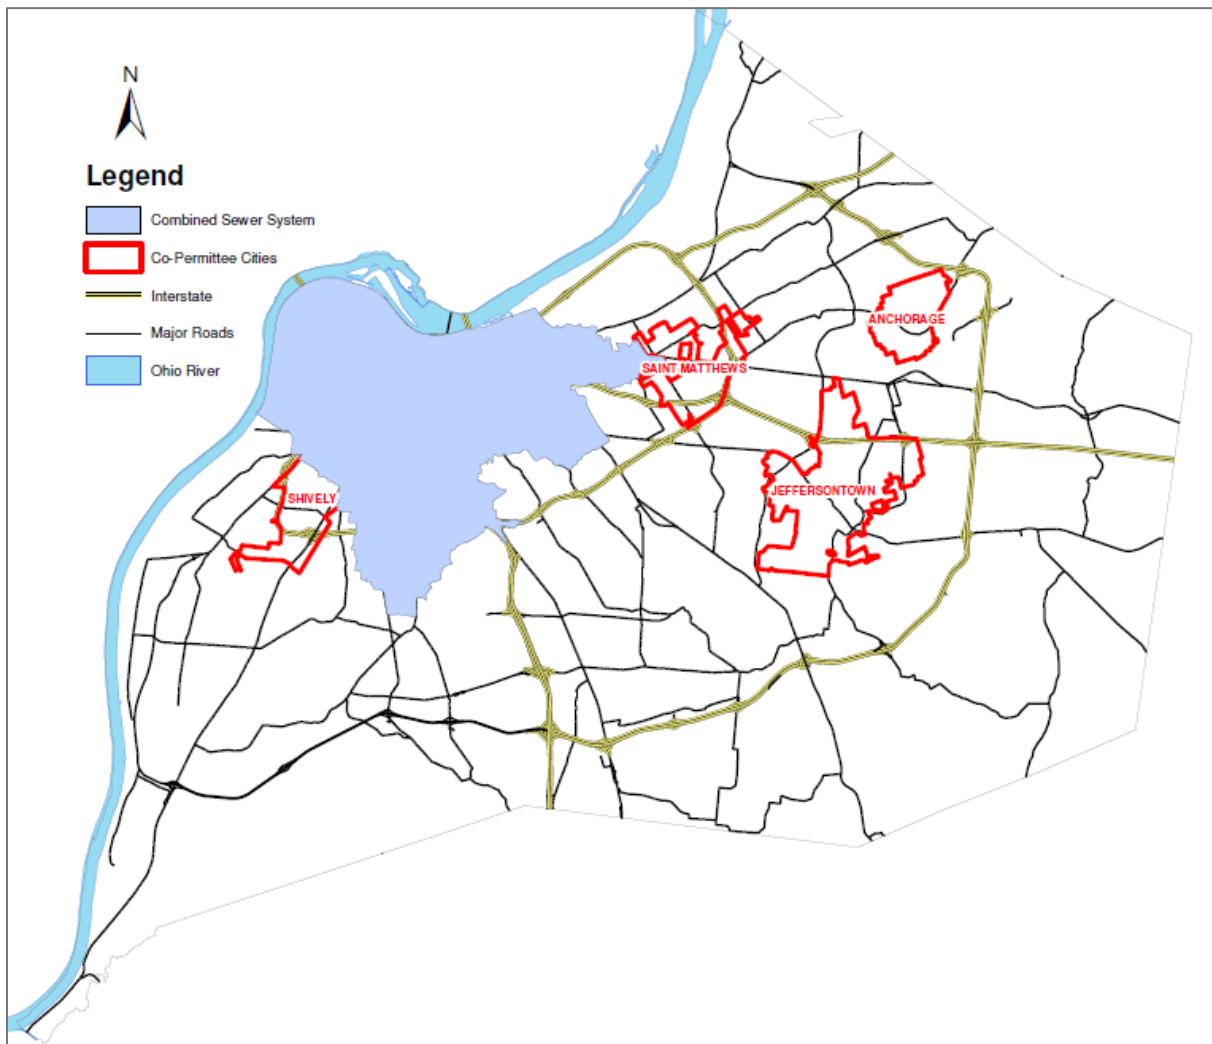 N
Legend
Combined Sewer System
Co-Permittee Cities
Interstate
Major Roads
Ohio River
ANCHORAGE
SAINT MATTHEWS
JEFFERSONTOWN
SHIVELY